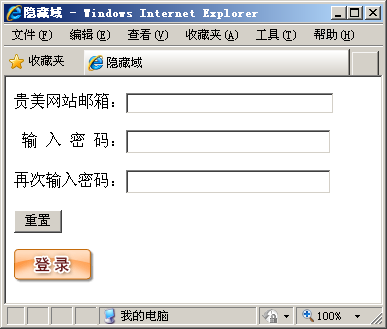 隐藏域 - Windows Internet Explorer
文件(F) 编辑(E) 查看(V) 收藏夹(A) 工具(T) 帮助(H)
收藏夹 隐藏域
贵美网站邮箱：
输 入 密 码：
再次输入密码：
重置
登 录
我的电脑 100%